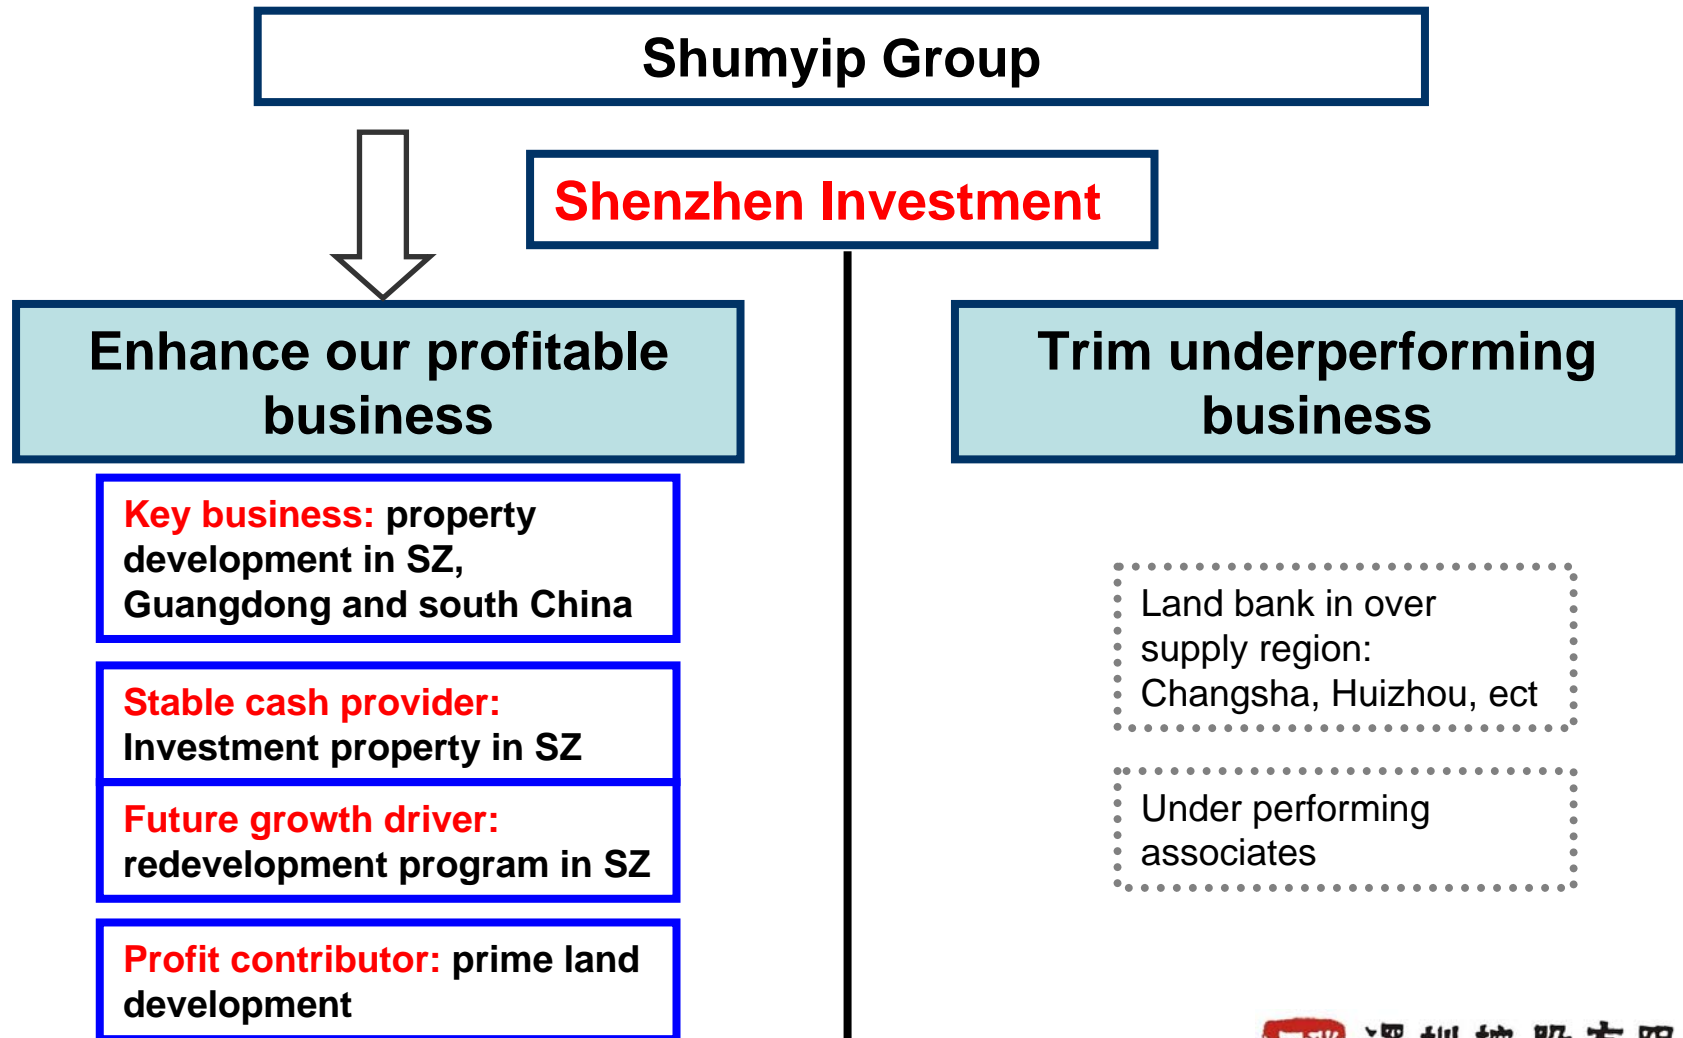 Shumyip Group
Shenzhen Investment
Enhance our profitable
business
Key business: property
development in SZ,
Guangdong and south China
Stable cash provider:
Investment property in SZ
Future growth driver:
redevelopment program in SZ
Profit contributor: prime land
development
Trim underperforming
business
Land bank in over
supply region:
Changsha, Huizhou, ect
Under performing
associates